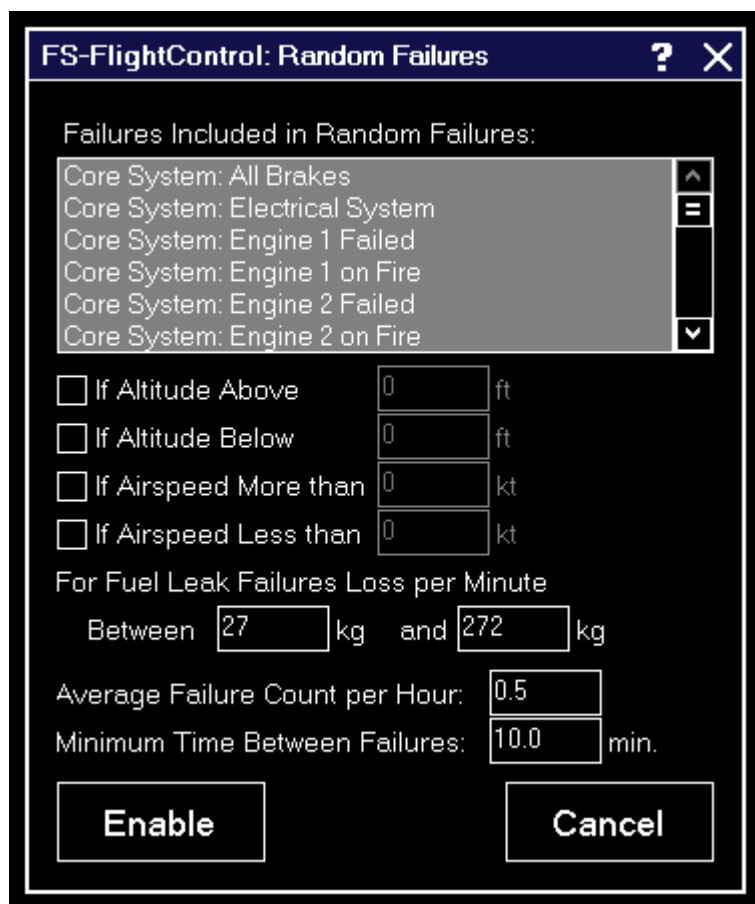 FS-FlightControl: Random Failures ? X
Failures Included in Random Failures:
Core System: All Brakes
Core System: Electrical System
Core System: Engine 1 Failed
Core System: Engine 1 on Fire
Core System: Engine 2 Failed
Core System: Engine 2 on Fire
If Altitude Above 0 ft
If Altitude Below 0 ft
If Airspeed More than 0 kt
If Airspeed Less than 0 kt
For Fuel Leak Failures Loss per Minute
Between 27 kg and 272 kg
Average Failure Count per Hour: 0.5
Minimum Time Between Failures: 10.0 min.
Enable Cancel